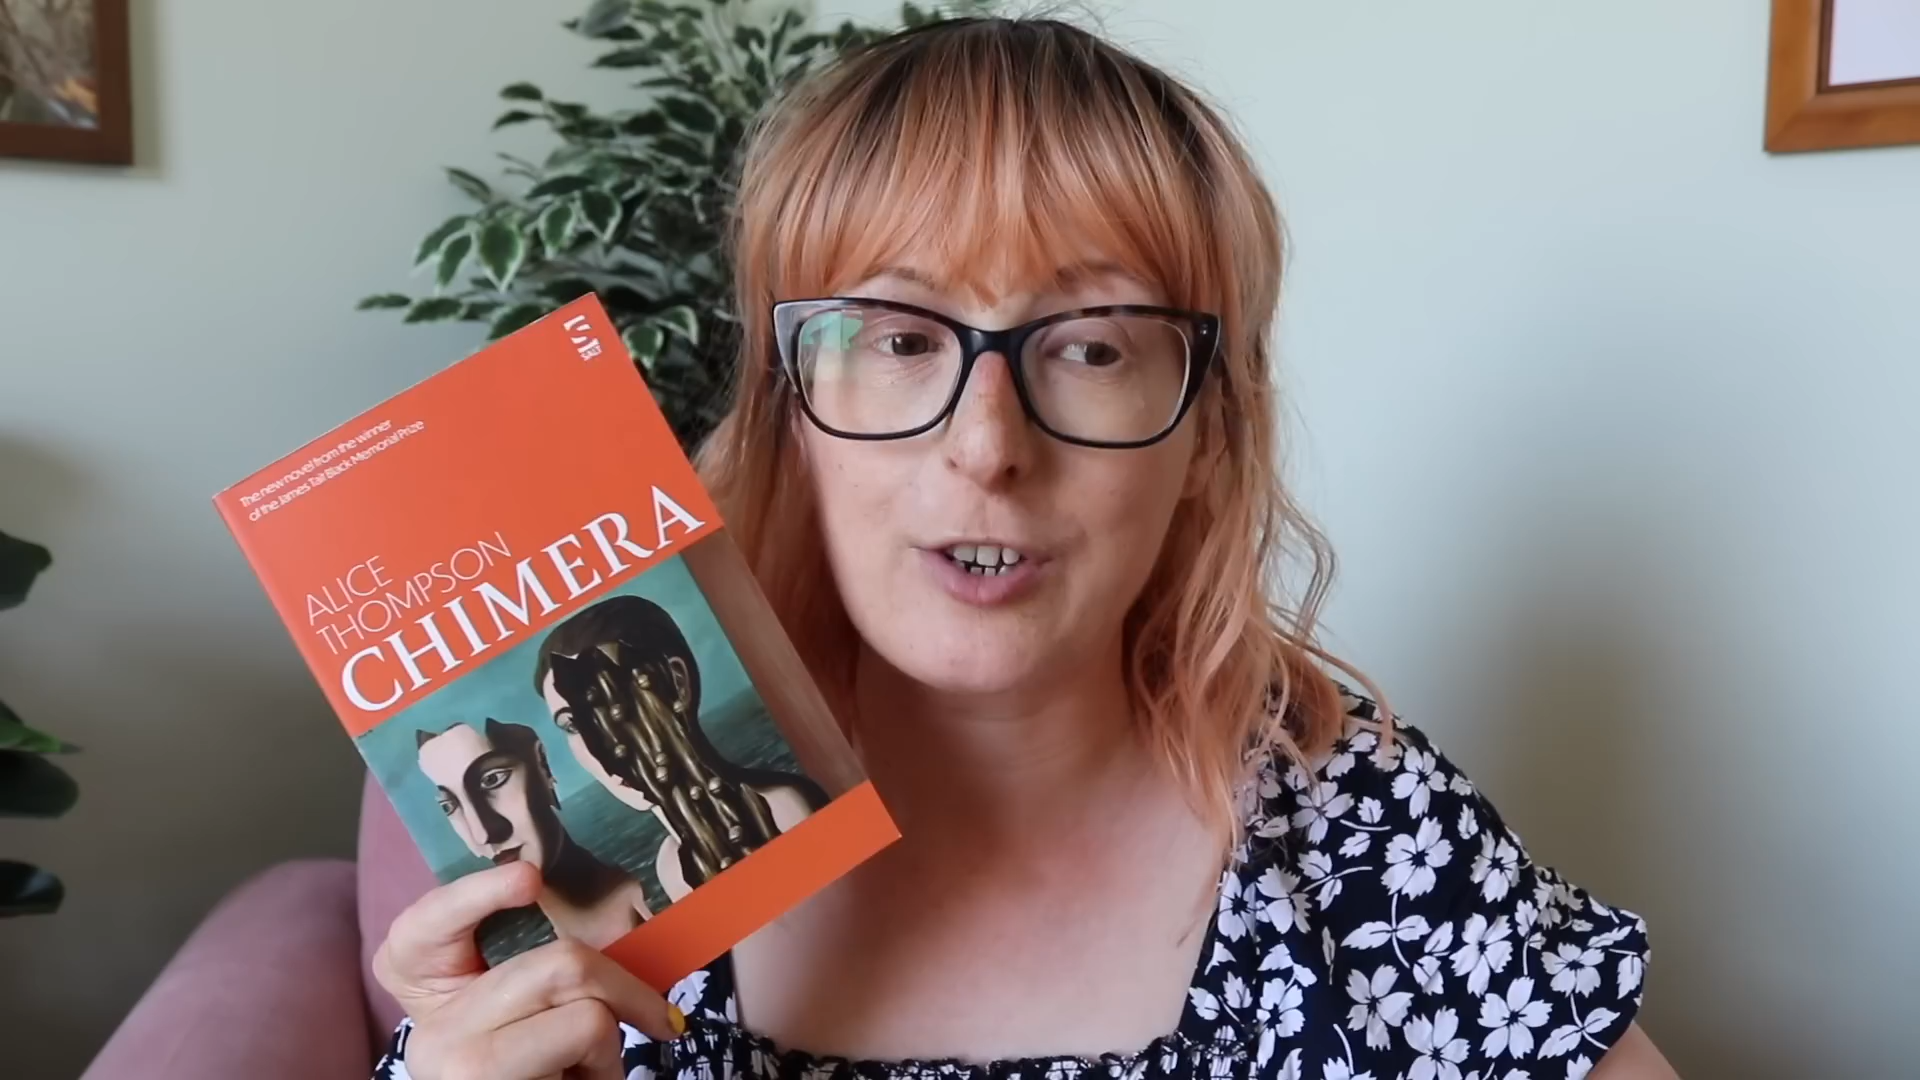 SALT
The new novel from the winner
of the James Tait Black Memorial Prize
ALICE
THOMPSON
CHIMERA